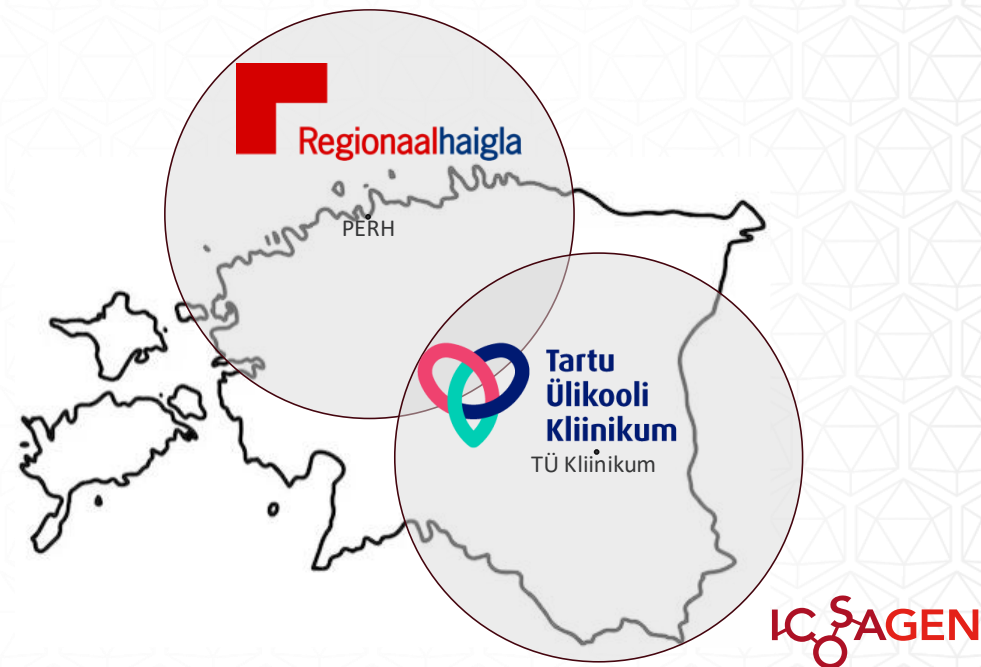 Regionaalhaigla
PERH
Tartu
Ülikooli
Kliinikum
TÜ Kliinikum
ICOSAGEN